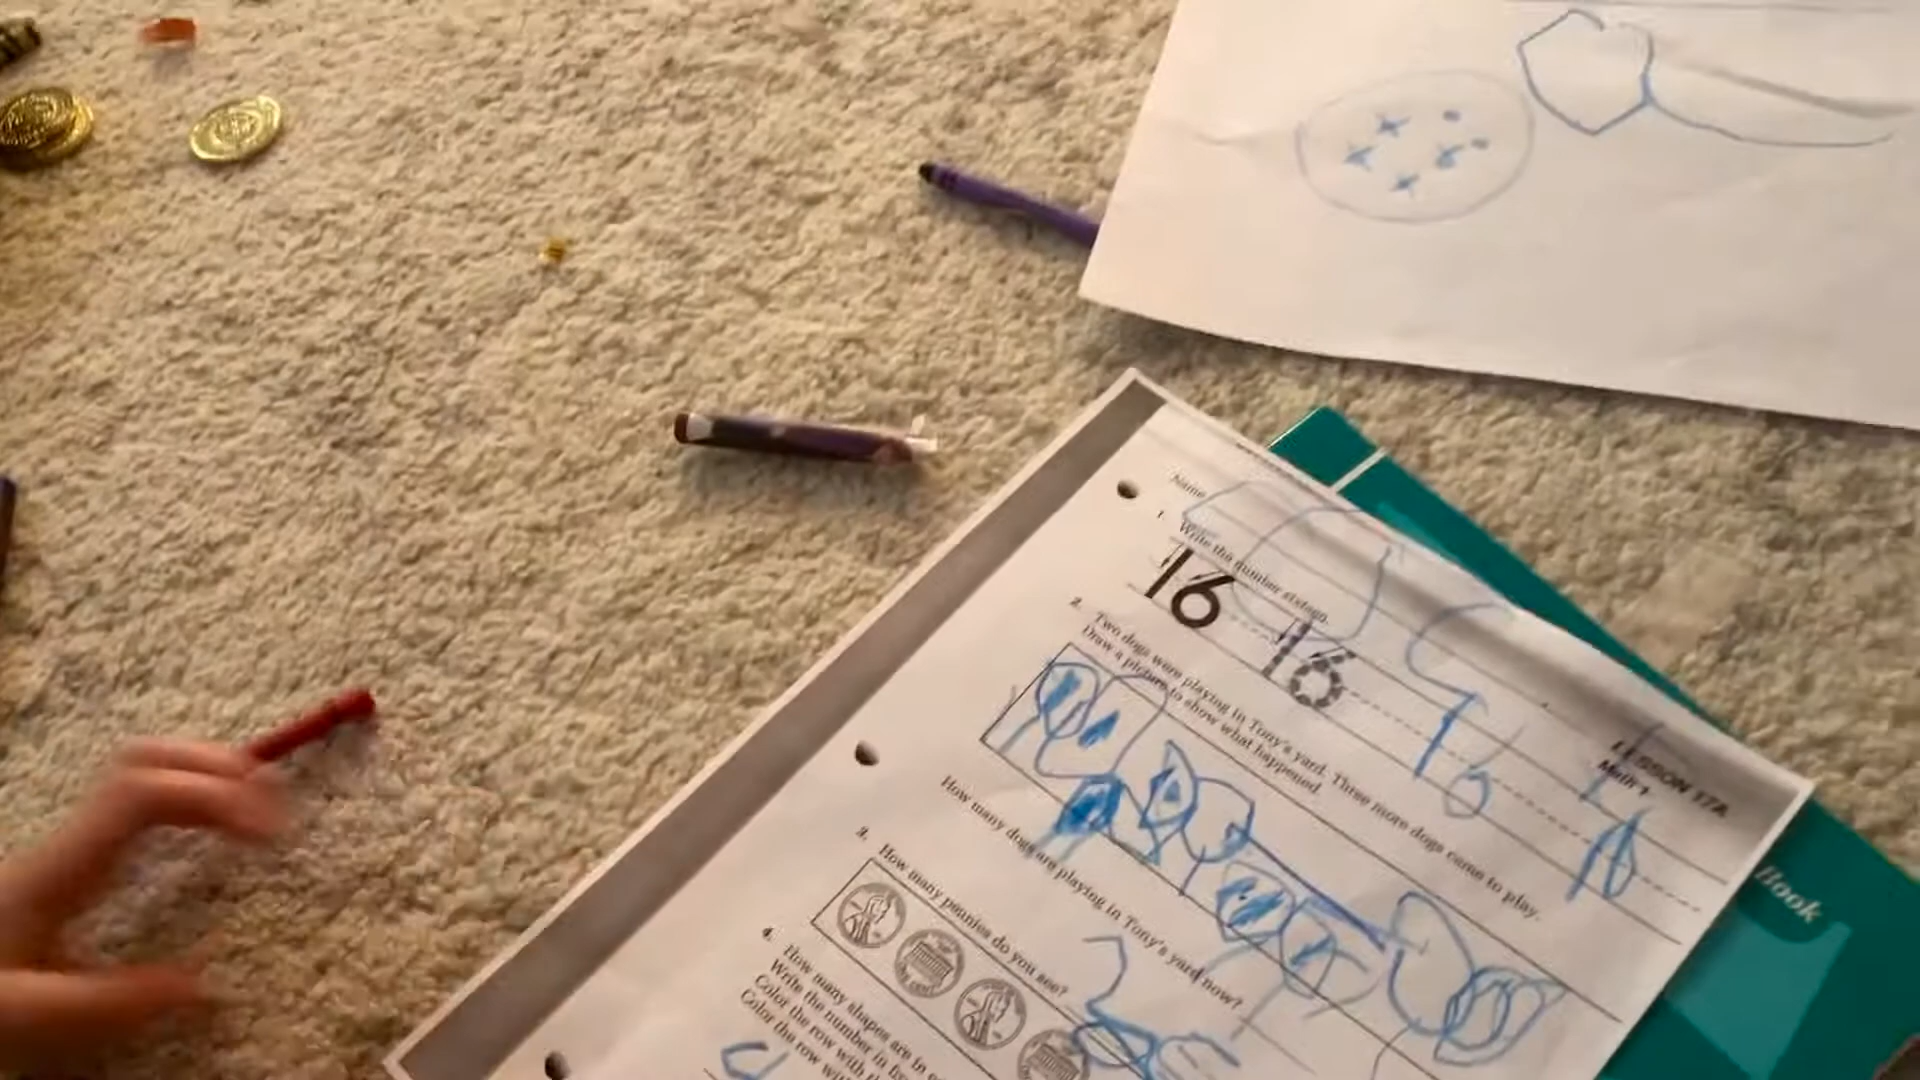 Name
LESSON 17A
Math 1
1. Write the number sixteen.
16 16 16
2. Two dogs were playing in Tony's yard. Three more dogs came to play.
Draw a picture to show what happened.
How many dogs are playing in Tony's yard now?
3. How many pennies do you see?
4. How many shapes are in
Write the number in
Color the row with
Color the row
Book